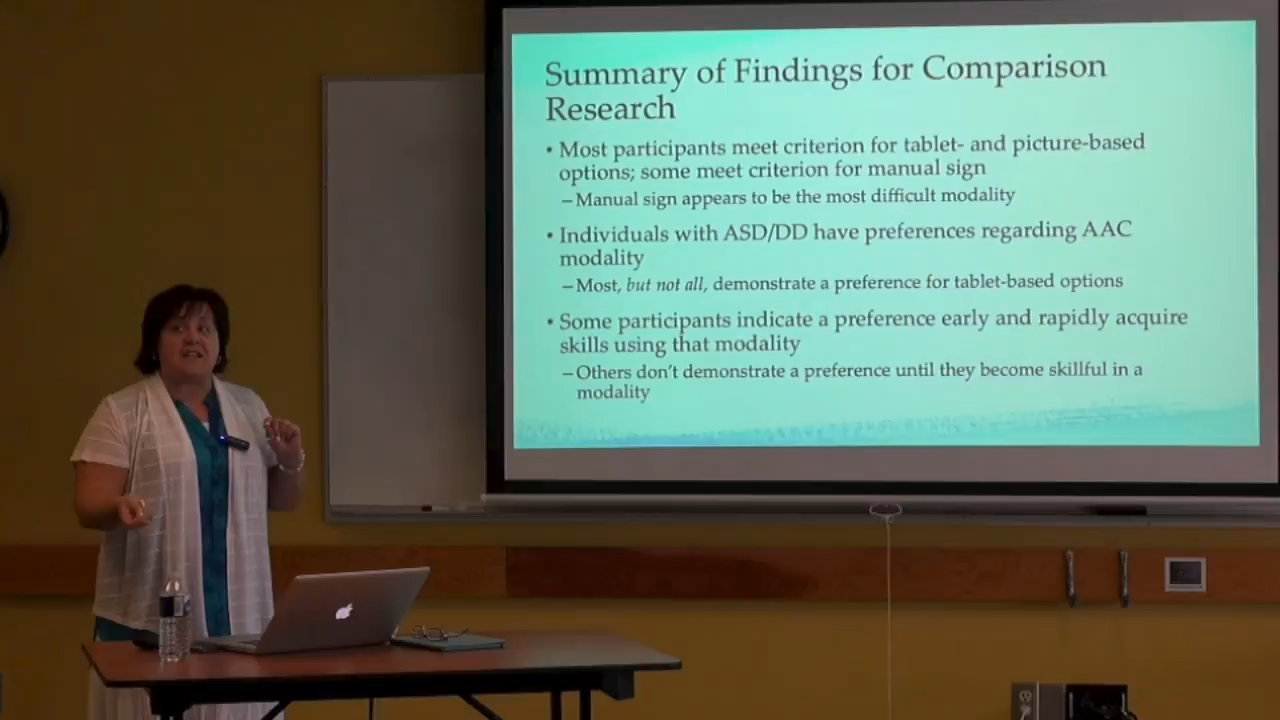 Summary of Findings for Comparison
Research
• Most participants meet criterion for tablet- and picture-based
options; some meet criterion for manual sign
– Manual sign appears to be the most difficult modality
• Individuals with ASD/DD have preferences regarding AAC
modality
– Most, but not all, demonstrate a preference for tablet-based options
• Some participants indicate a preference early and rapidly acquire
skills using that modality
– Others don't demonstrate a preference until they become skillful in a
modality